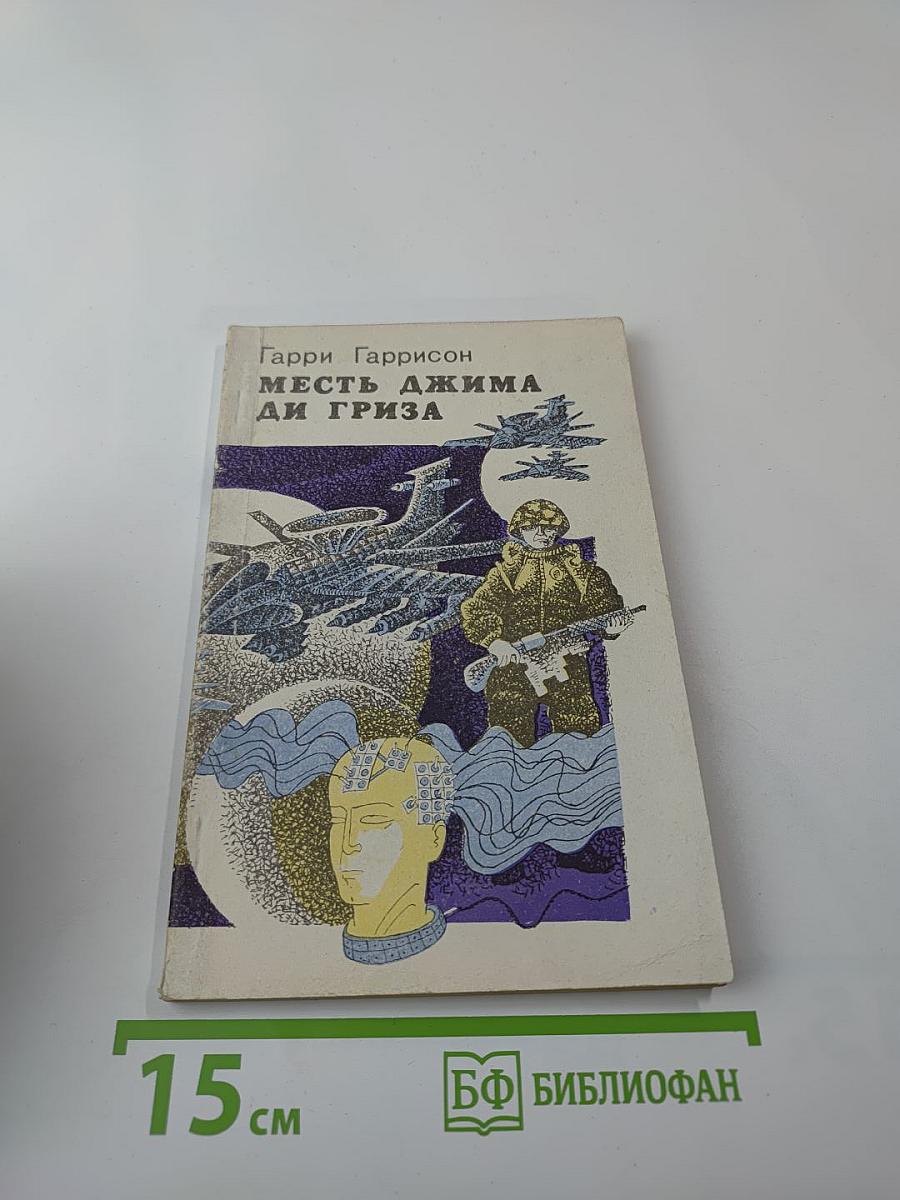 Гарри Гаррисон
МЕСТЬ ДЖИМА
ДИ ГРИЗА
15 см
БФ БИБЛИОФАН